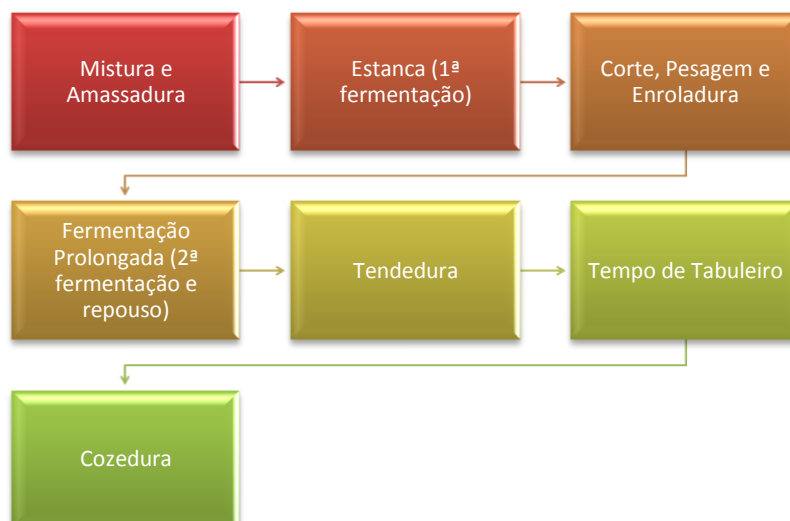 Mistura e
Amassadura
Estanca (1ª
fermentação)
Corte, Pesagem e
Enroladura
Fermentação
Prolongada (2ª
fermentação e
repouso)
Tendedura
Tempo de Tabuleiro
Cozedura